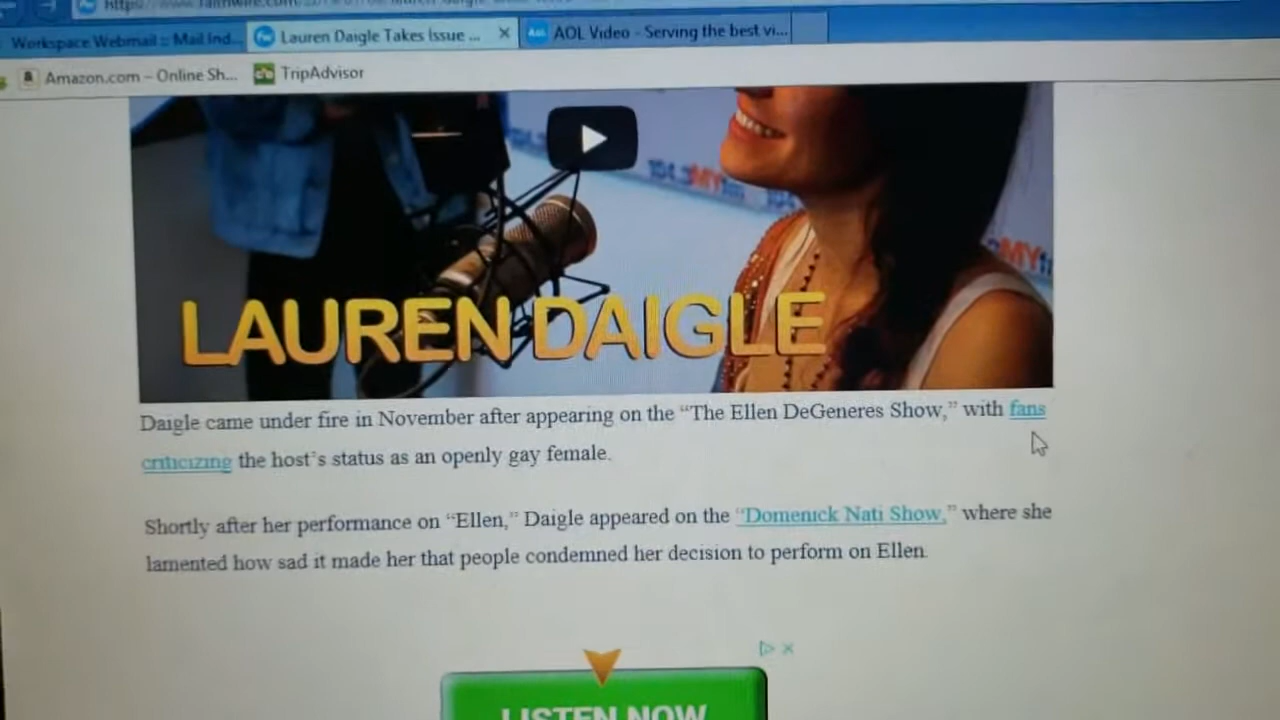 Workspace Webmail :: Mail Ind...
Lauren Daigle Takes Issue ...
AOL Video - Serving the best vi...
Amazon.com – Online Sh...
TripAdvisor
LAUREN DAIGLE
Daigle came under fire in November after appearing on the “The Ellen DeGeneres Show,” with fans
criticizing the host’s status as an openly gay female.
Shortly after her performance on “Ellen,” Daigle appeared on the “Domenick Nati Show,” where she
lamented how sad it made her that people condemned her decision to perform on Ellen.
LISTEN NOW